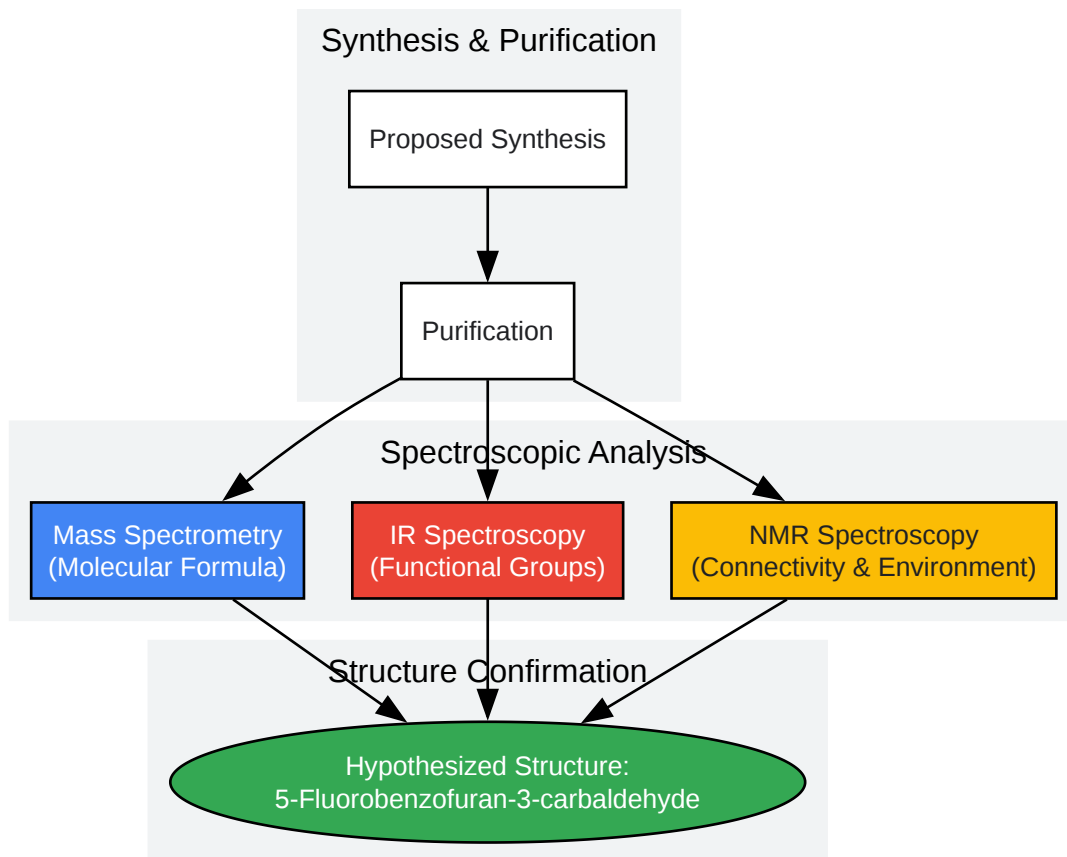 Synthesis & Purification
Proposed Synthesis
Purification
Spectroscopic Analysis
Mass Spectrometry
(Molecular Formula)
IR Spectroscopy
(Functional Groups)
NMR Spectroscopy
(Connectivity & Environment)
Structure Confirmation
Hypothesized Structure:
5-Fluorobenzofuran-3-carbaldehyde